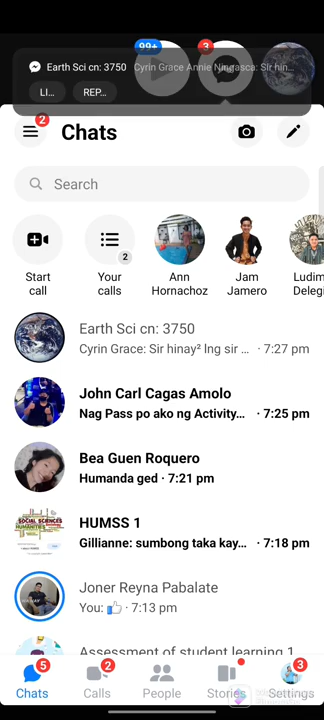 99+
3
Earth Sci cn: 3750 Cyrin Grace Annie Ningasca: Sir hin...
LI...
REP...
2
Chats
Search
2
Start call
Your calls
Ann Hornachoz
Jam Jamero
Ludim Delegi
Earth Sci cn: 3750
Cyrin Grace: Sir hinay² lng sir ... · 7:27 pm
John Carl Cagas Amolo
Nag Pass po ako ng Activity... · 7:25 pm
Bea Guen Roquero
Humanda ged · 7:21 pm
HUMSS 1
Gillianne: sumbong taka kay... · 7:18 pm
Joner Reyna Pabalate
You: 👍 · 7:13 pm
Assessment of student learning 1
5
2
3
Chats
Calls
People
Stories
Settings